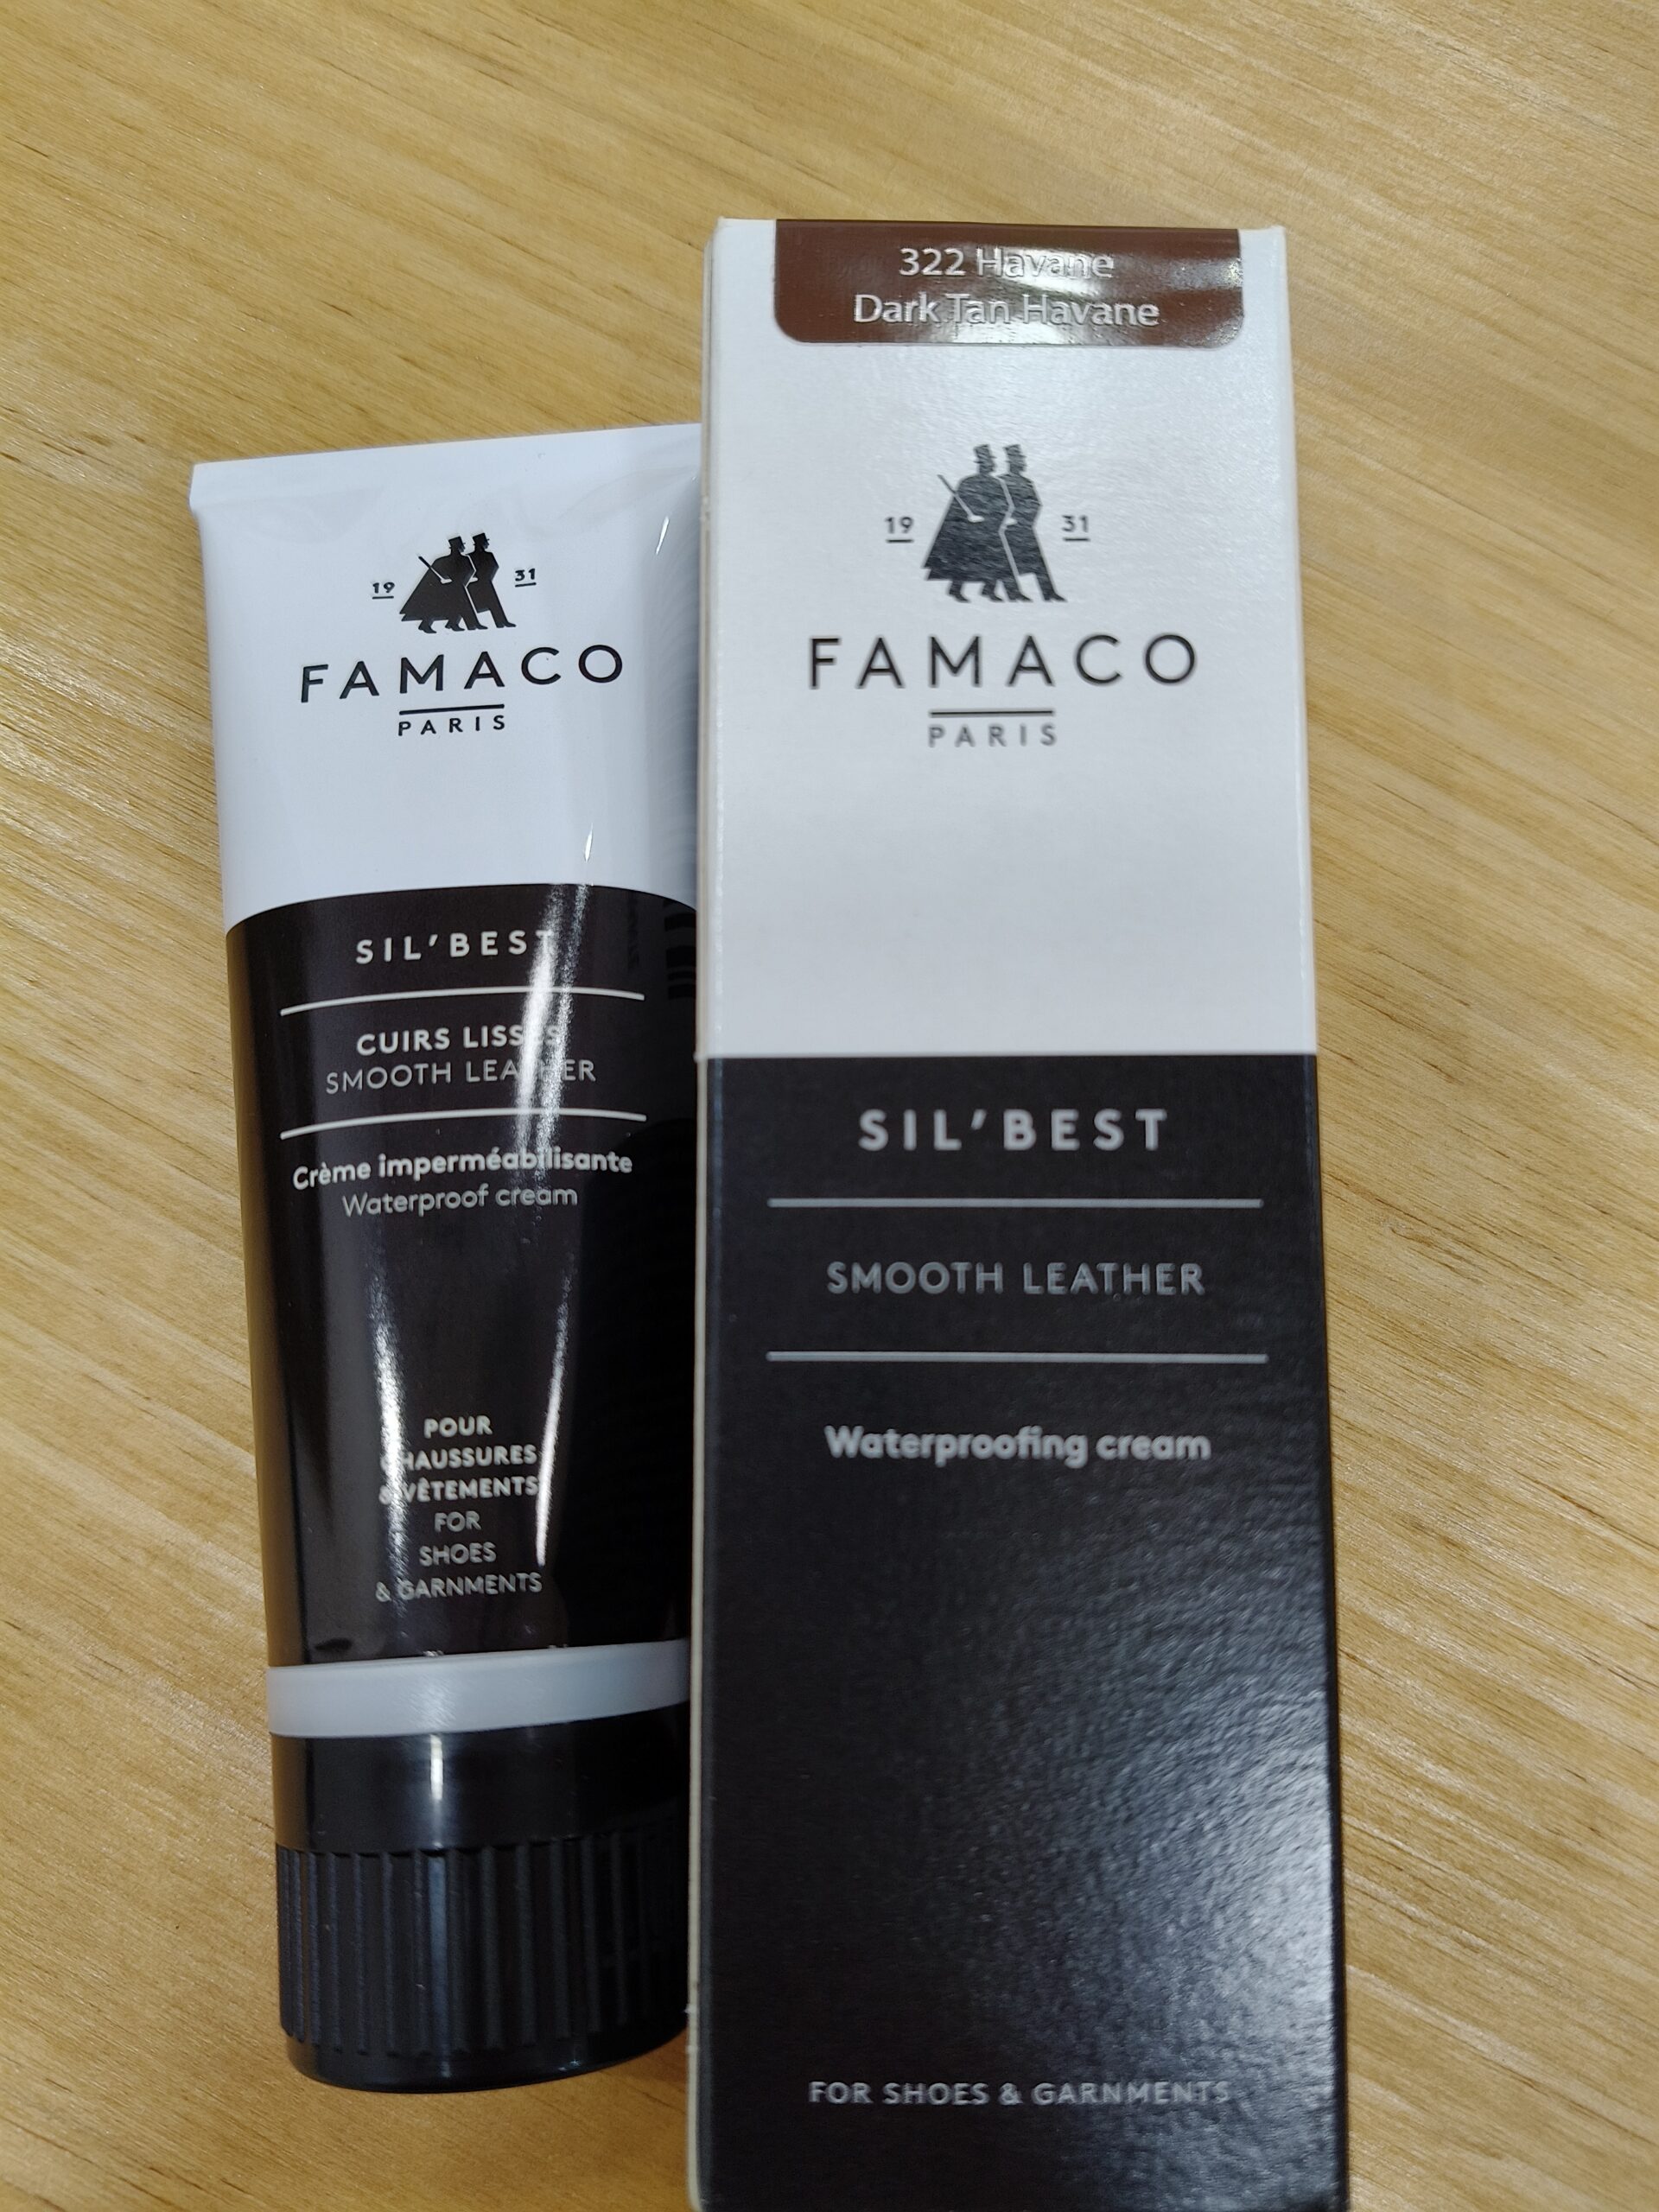 19 31
FAMACO
PARIS
SIL'BEST
CUIRS LISSES
SMOOTH LEATHER
Crème imperméabilisante
Waterproof cream
POUR
CHAUSSURES
& VÊTEMENTS
FOR
SHOES
& GARNMENTS
322 Havane
Dark Tan Havane
19 31
FAMACO
PARIS
SIL'BEST
SMOOTH LEATHER
Waterproofing cream
FOR SHOES & GARNMENTS